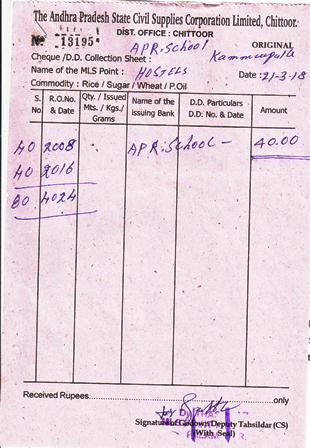 The Andhra Pradesh State Civil Supplies Corporation Limited, Chittoor.
DIST. OFFICE : CHITTOOR
№ 13195 APR.School ORIGINAL
Cheque /D.D. Collection Sheet :
Name of the MLS Point : HOSTELS Date : 21-3-18
Commodity : Rice / Sugar / Wheat / P.Oil
S. No. R.O.No. & Date Qty. / Issued Mts. / Kgs./ Grams Name of the issuing Bank D.D. Particulars D.D. No. & Date Amount
40 2008 APR.School — 40.00
40 2016
80 4024
Received Rupees only
Signature of Godown/Deputy Tahsildar (CS)
(With Seal)